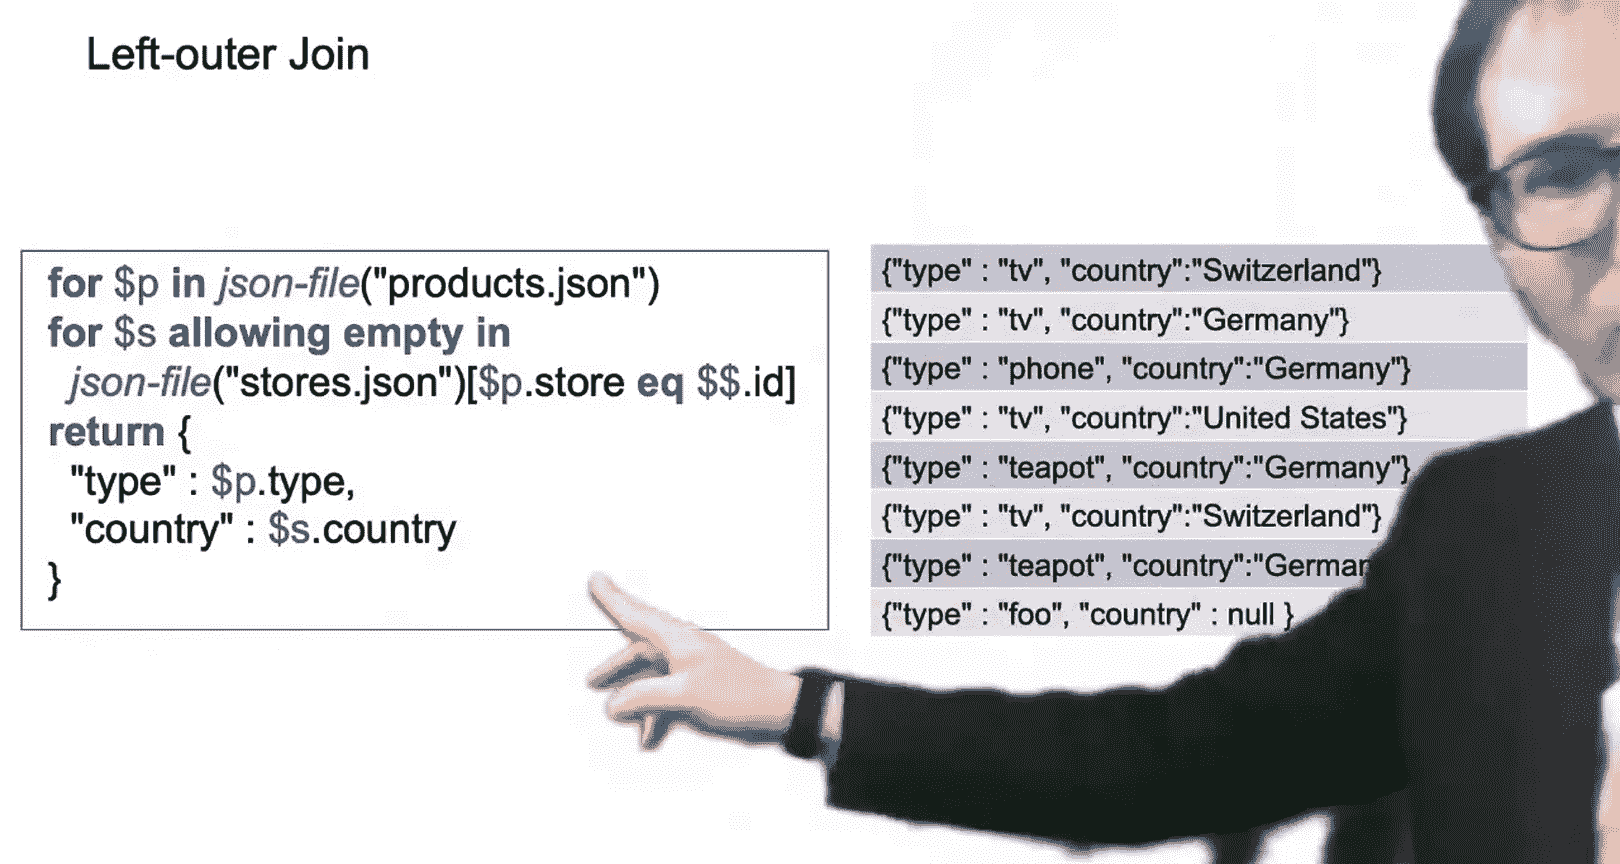 Left-outer Join
for $p in json-file("products.json")
for $s allowing empty in
json-file("stores.json")[$p.store eq $$.id]
return {
"type" : $p.type,
"country" : $s.country
}
{"type" : "tv", "country":"Switzerland"}
{"type" : "tv", "country":"Germany"}
{"type" : "phone", "country":"Germany"}
{"type" : "tv", "country":"United States"}
{"type" : "teapot", "country":"Germany"}
{"type" : "tv", "country":"Switzerland"}
{"type" : "teapot", "country":"German
{"type" : "foo", "country" : null }